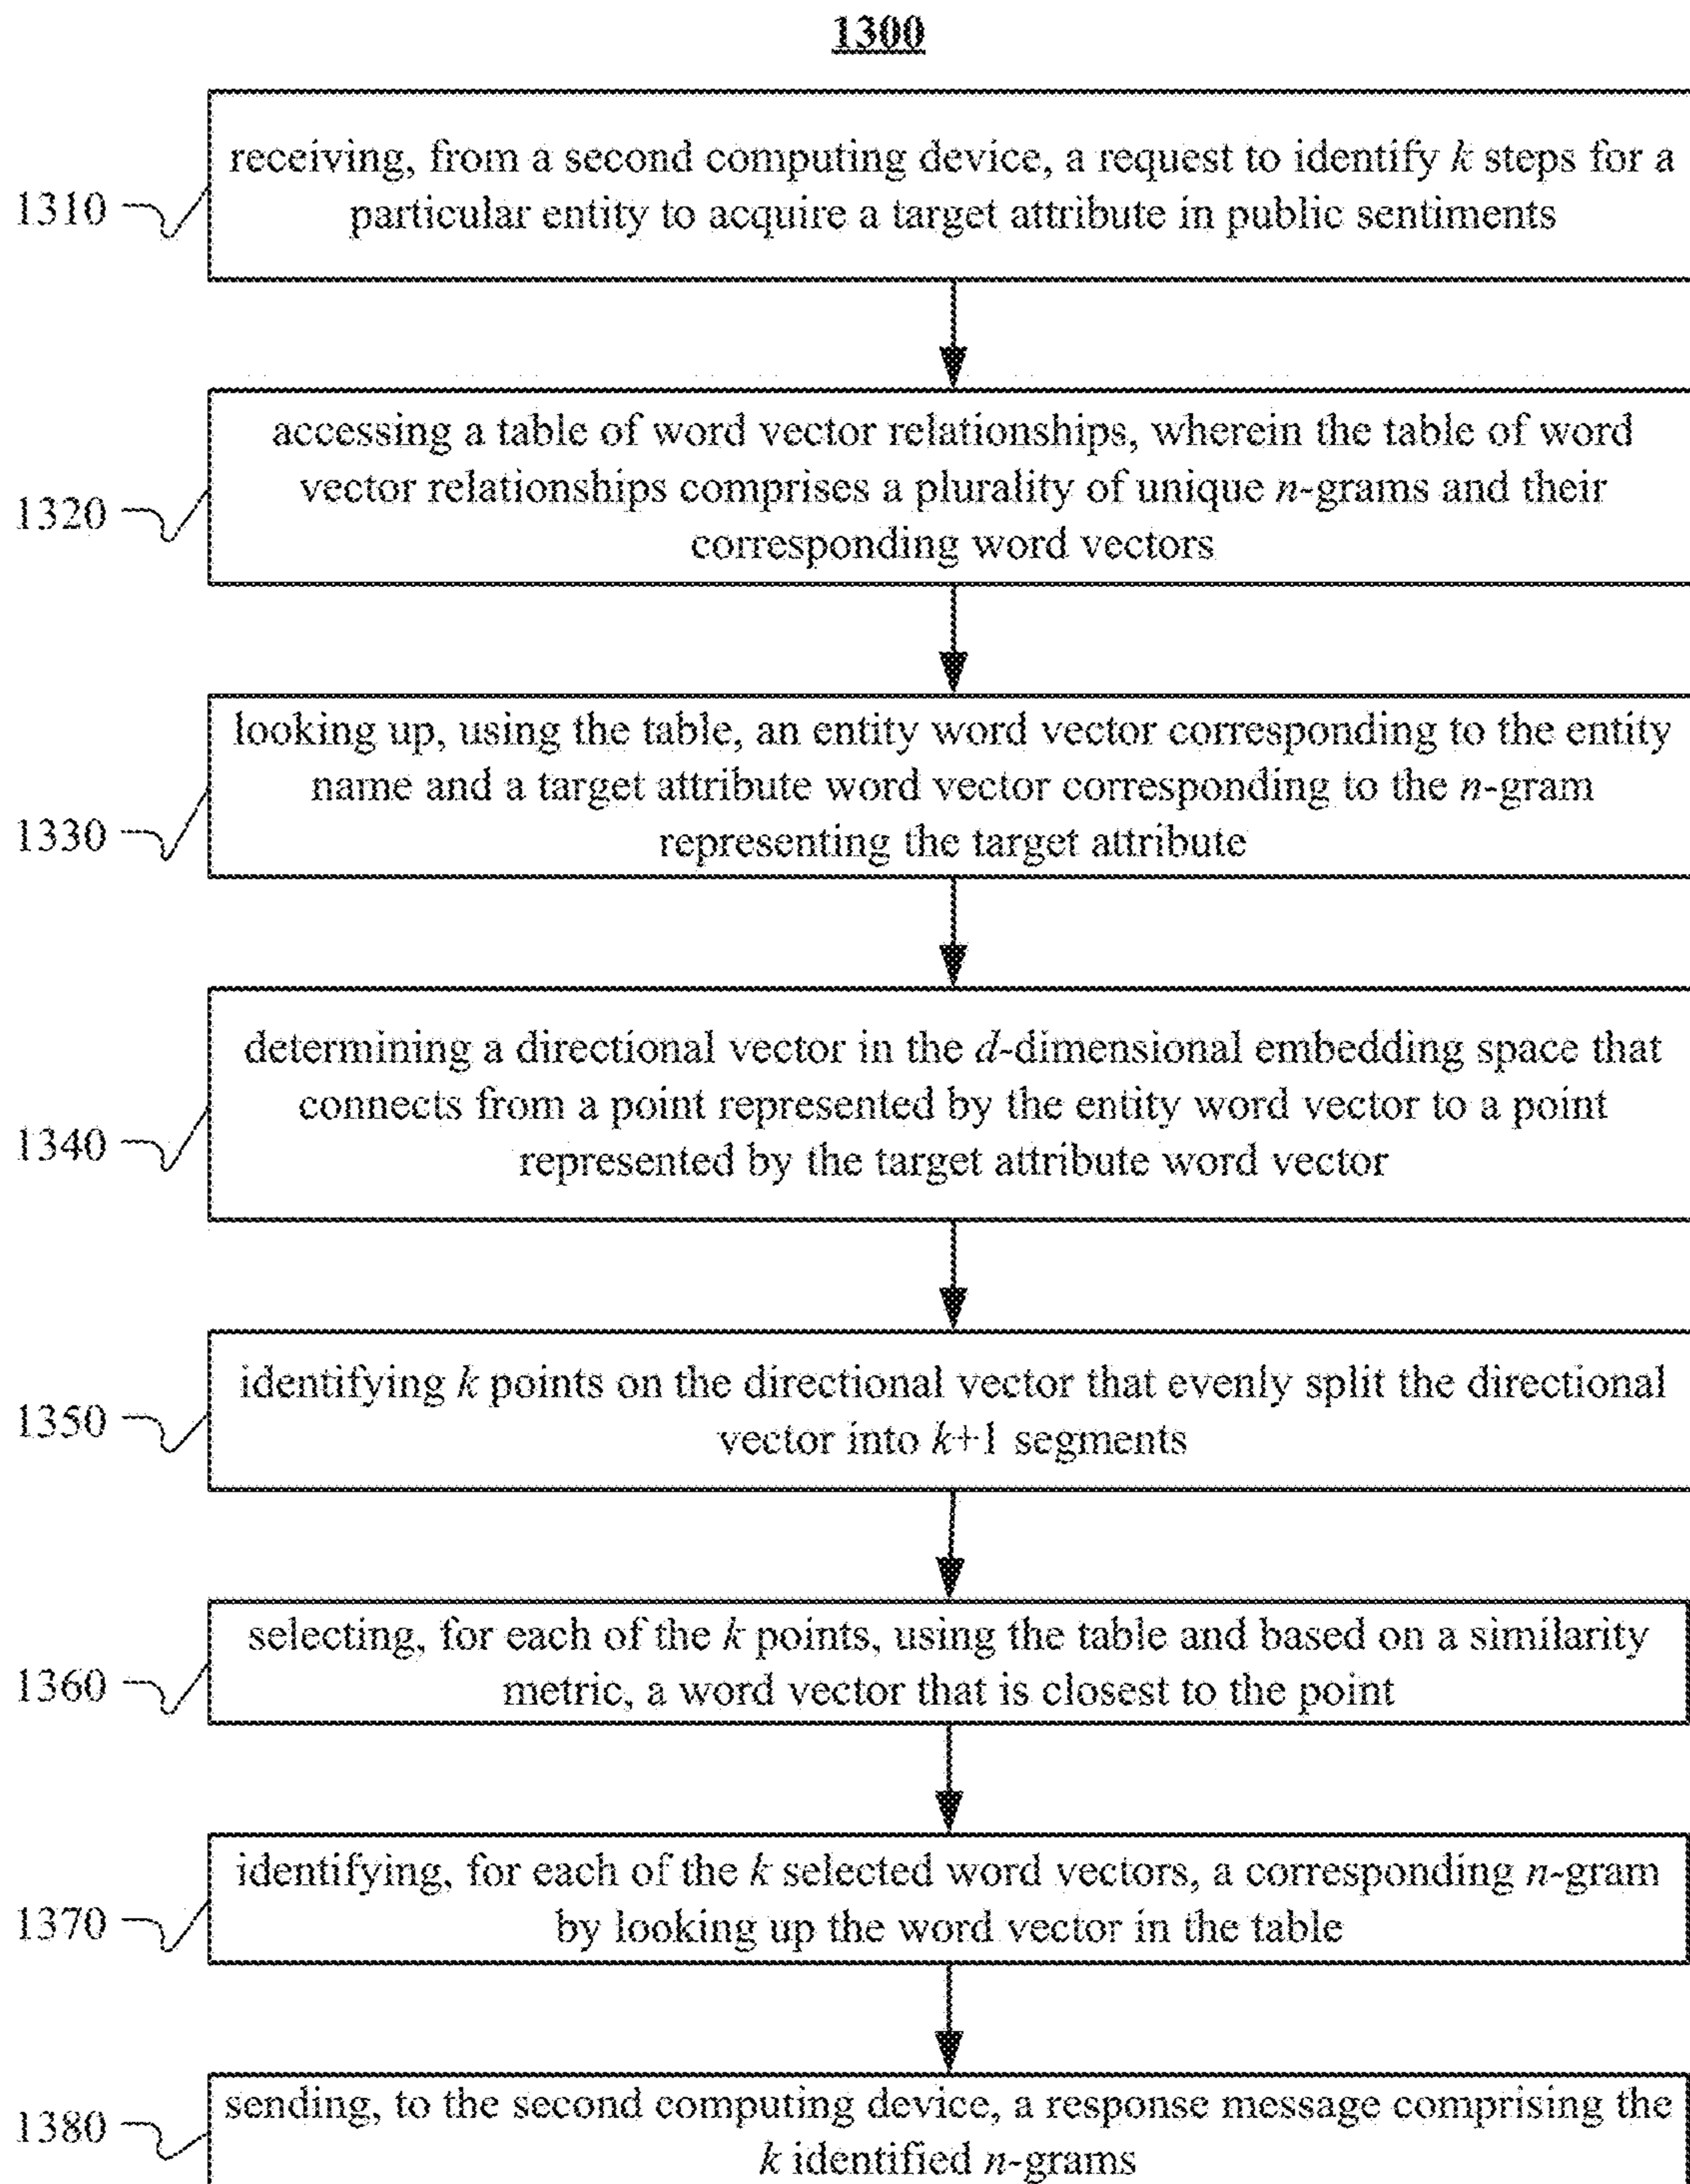 1300
receiving, from a second computing device, a request to identify k steps for a
particular entity to acquire a target attribute in public sentiments
1310
accessing a table of word vector relationships, wherein the table of word
vector relationships comprises a plurality of unique n-grams and their
corresponding word vectors
1320
looking up, using the table, an entity word vector corresponding to the entity
name and a target attribute word vector corresponding to the n-gram
representing the target attribute
1330
determining a directional vector in the d-dimensional embedding space that
connects from a point represented by the entity word vector to a point
represented by the target attribute word vector
1340
identifying k points on the directional vector that evenly split the directional
vector into k+1 segments
1350
selecting, for each of the k points, using the table and based on a similarity
metric, a word vector that is closest to the point
1360
identifying, for each of the k selected word vectors, a corresponding n-gram
by looking up the word vector in the table
1370
sending, to the second computing device, a response message comprising the
k identified n-grams
1380